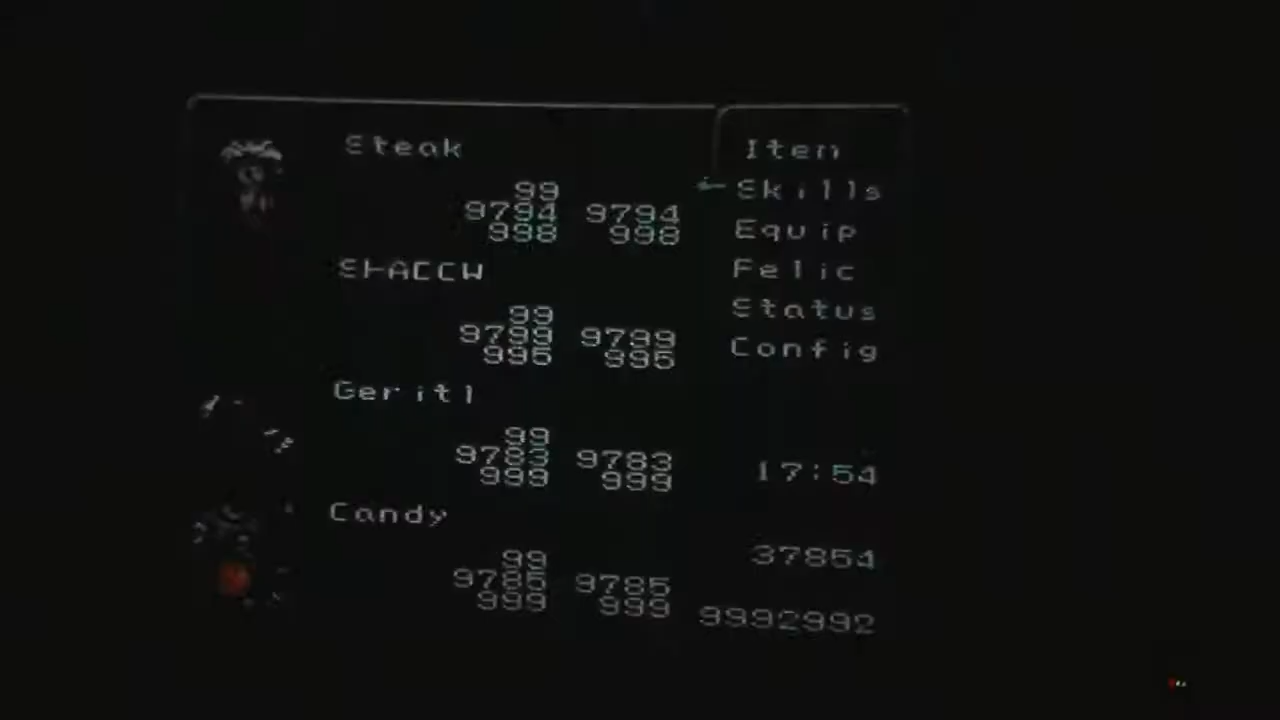 Steak
99
9794 9794
998 998
SHADOW
99
9799 9799
995 995
Geritl
99
9783 9783
999 999
Candy
99
9785 9785
999 999
Item
Skills
Equip
Relic
Status
Config
17:54
37854
9992992